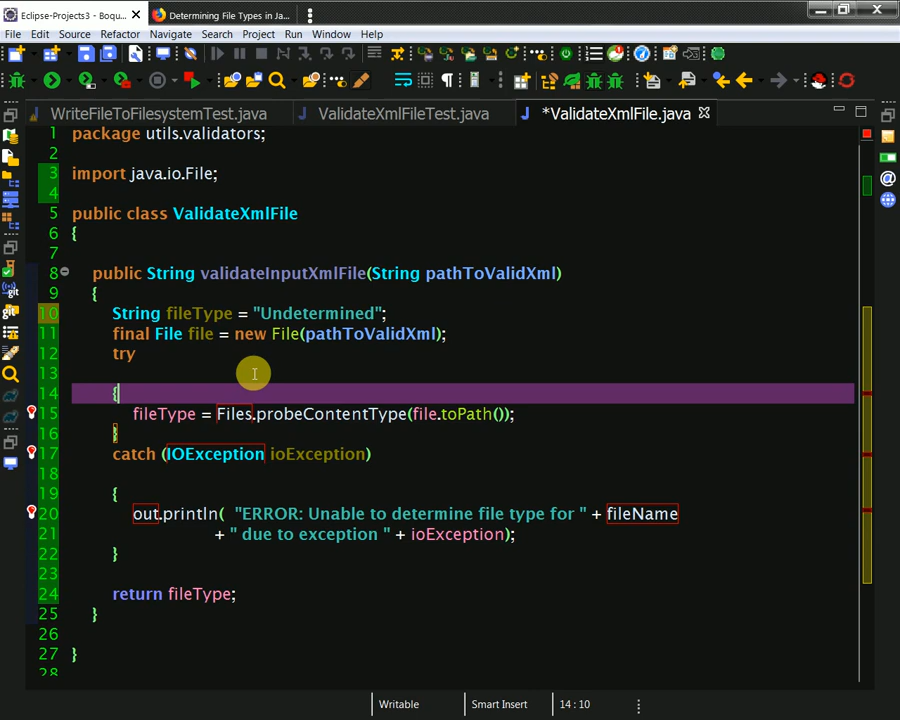 Eclipse-Projects3 - Boqu...
Determining File Types in Ja...
File Edit Source Refactor Navigate Search Project Run Window Help
WriteFileToFilesystemTest.java
ValidateXmlFileTest.java
*ValidateXmlFile.java
1 package utils.validators;
2
3 import java.io.File;
4
5 public class ValidateXmlFile
6 {
7
8 public String validateInputXmlFile(String pathToValidXml)
9 {
10 String fileType = "Undetermined";
11 final File file = new File(pathToValidXml);
12 try
13
14 {
15 fileType = Files.probeContentType(file.toPath());
16 }
17 catch (IOException ioException)
18
19 {
20 out.println( "ERROR: Unable to determine file type for " + fileName
21 + " due to exception " + ioException);
22 }
23
24 return fileType;
25 }
26
27 }
28
Writable
Smart Insert
14 : 10